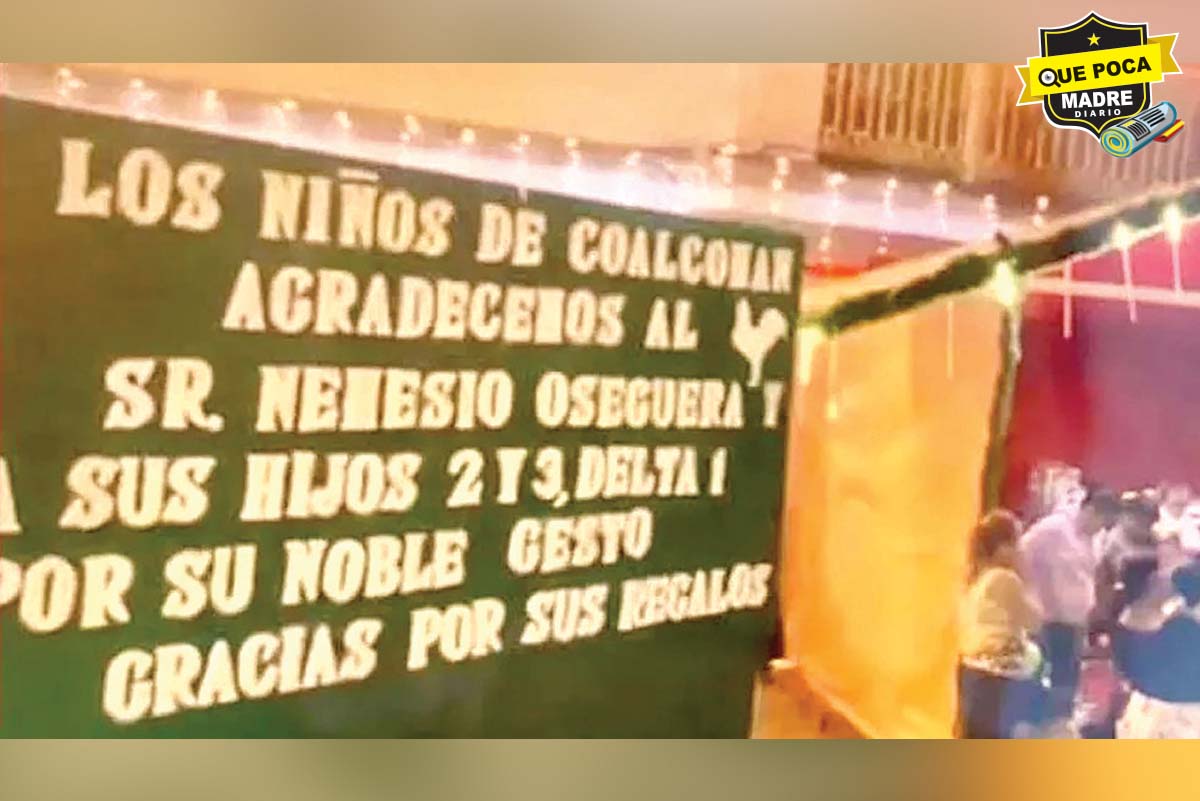 QUE POCA
MADRE
DIARIO
LOS NIÑOS DE COALCOMAN
AGRADECEMOS AL
SR. NEMESIO OSEGUERA Y
A SUS HIJOS 2 Y 3, DELTA 1
POR SU NOBLE GESTO
GRACIAS POR SUS REGALOS